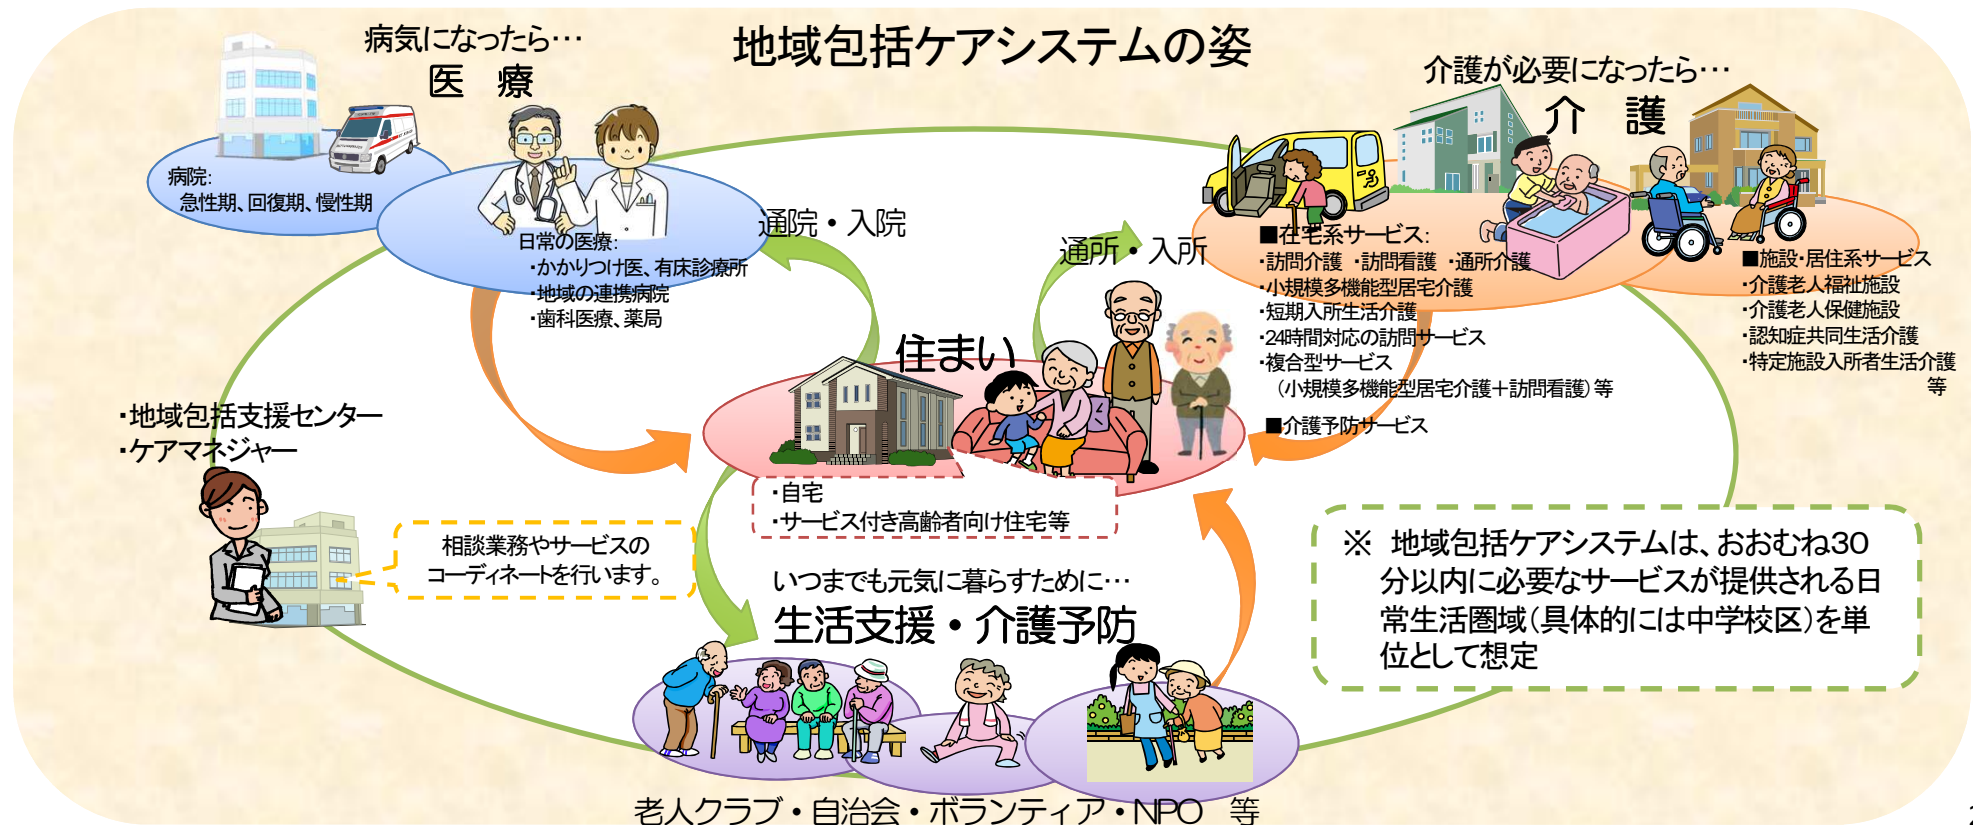 地域包括ケアシステムの姿
病気になったら…
医 療
介護が必要になったら…
介 護
病院:
急性期、回復期、慢性期
日常の医療:
・かかりつけ医、有床診療所
・地域の連携病院
・歯科医療、薬局
通院・入院
通所・入所
■在宅系サービス:
・訪問介護 ・訪問看護 ・通所介護
・小規模多機能型居宅介護
・短期入所生活介護
・24時間対応の訪問サービス
・複合型サービス
(小規模多機能型居宅介護+訪問看護)等
■介護予防サービス
■施設・居住系サービス
・介護老人福祉施設
・介護老人保健施設
・認知症共同生活介護
・特定施設入所者生活介護
等
住まい
・自宅
・サービス付き高齢者向け住宅等
・地域包括支援センター
・ケアマネジャー
相談業務やサービスの
コーディネートを行います。
いつまでも元気に暮らすために…
生活支援・介護予防
※ 地域包括ケアシステムは、おおむね30
分以内に必要なサービスが提供される日
常生活圏域(具体的には中学校区)を単
位として想定
老人クラブ・自治会・ボランティア・NPO 等